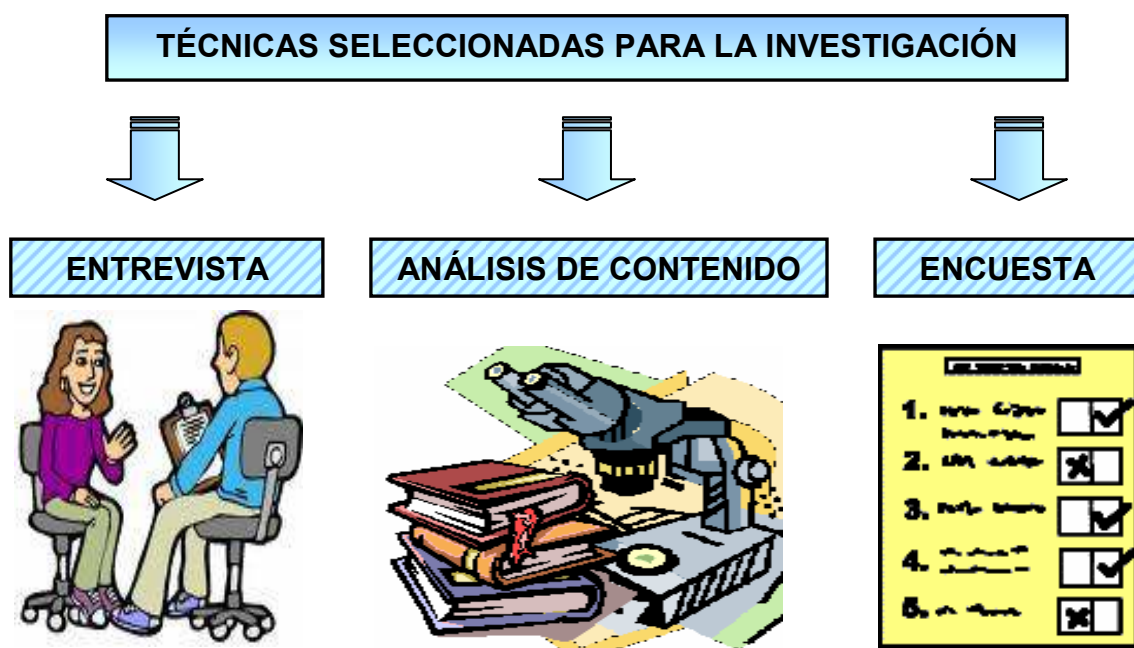 TÉCNICAS SELECCIONADAS PARA LA INVESTIGACIÓN
ENTREVISTA
ANÁLISIS DE CONTENIDO
ENCUESTA
1.
2.
3.
4.
5.